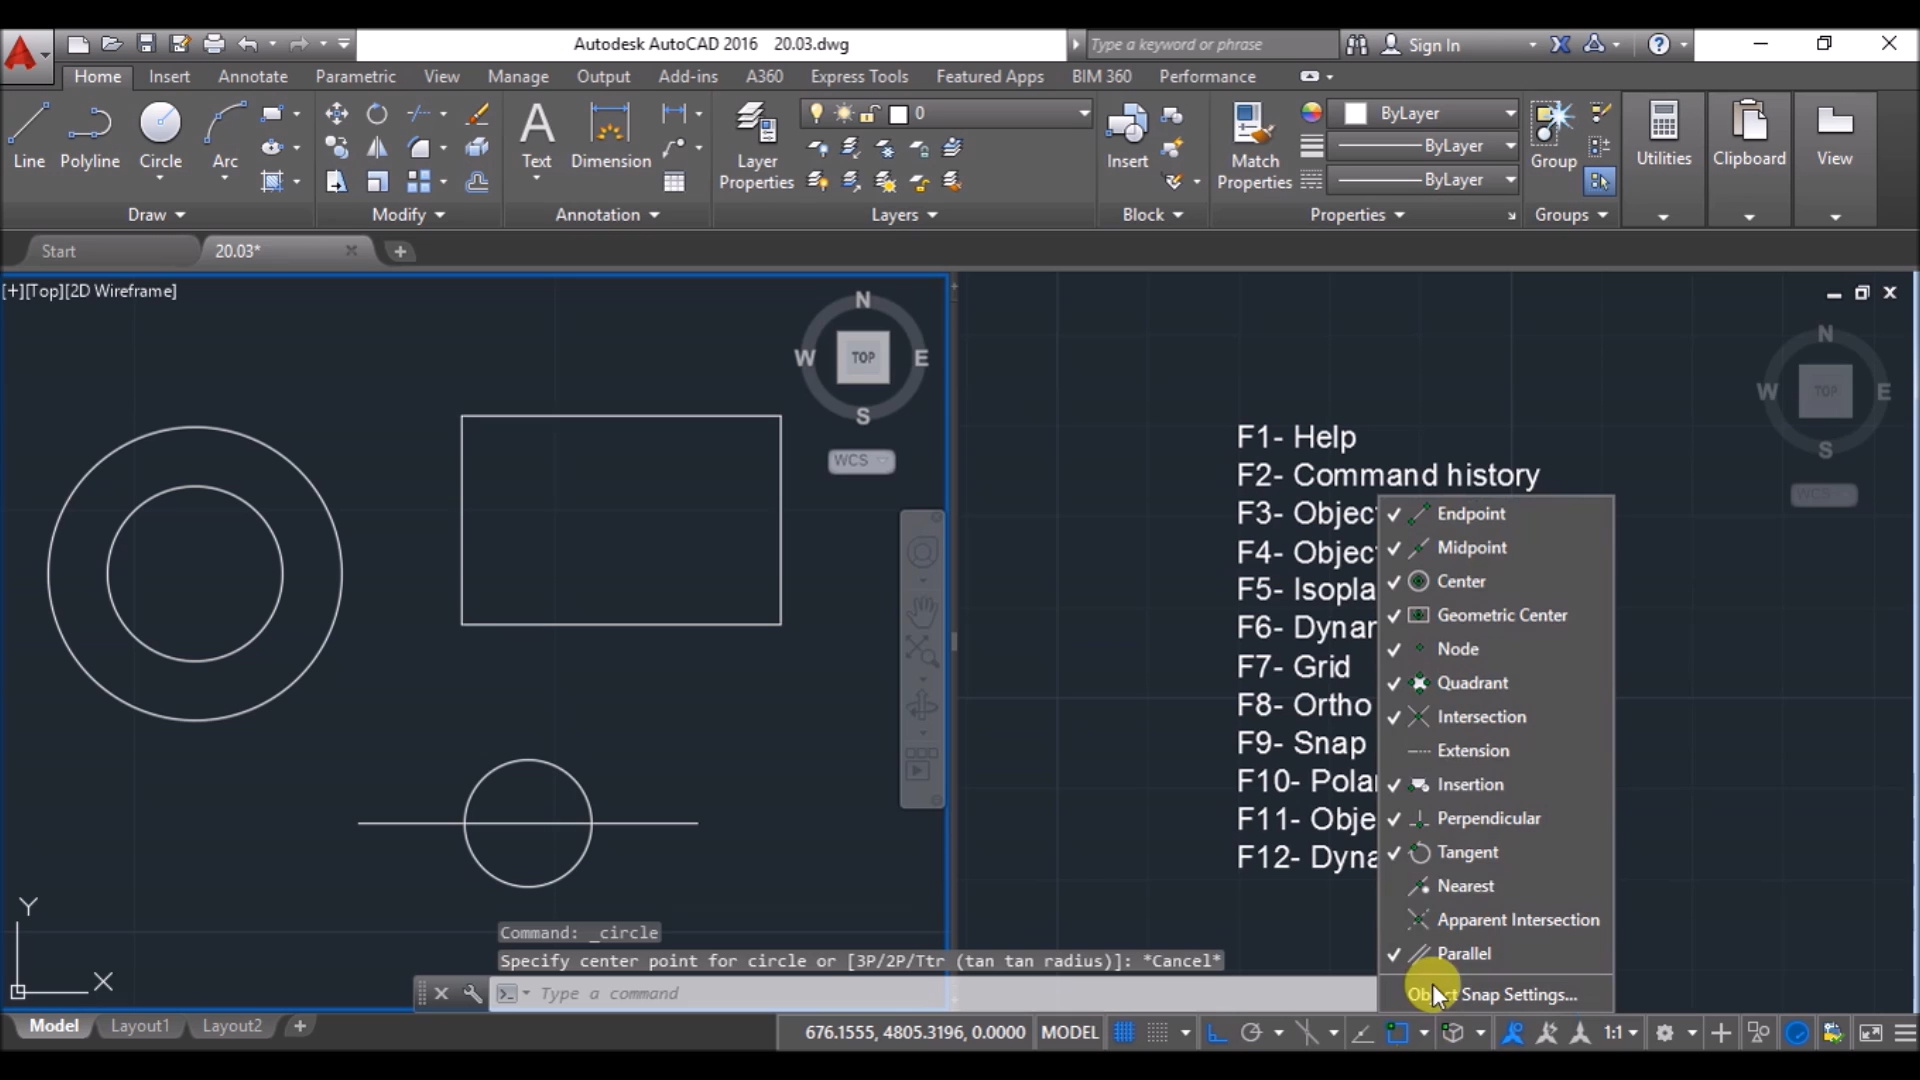 Autodesk AutoCAD 2016 20.03.dwg
Type a keyword or phrase
Sign In
Home Insert Annotate Parametric View Manage Output Add-ins A360 Express Tools Featured Apps BIM 360 Performance
Line Polyline Circle Arc
Text Dimension
Layer Properties
0
Insert
Match Properties
ByLayer
ByLayer
ByLayer
Group
Utilities
Clipboard
View
Draw Modify Annotation Layers Block Properties Groups
Start 20.03*
[+][Top][2D Wireframe]
N
W TOP E
S
WCS
N
W TOP E
S
WCS
F1- Help
F2- Command history
F3- Objec
F4- Objec
F5- Isopla
F6- Dynar
F7- Grid
F8- Ortho
F9- Snap
F10- Pola
F11- Obje
F12- Dyna
Endpoint
Midpoint
Center
Geometric Center
Node
Quadrant
Intersection
Extension
Insertion
Perpendicular
Tangent
Nearest
Apparent Intersection
Parallel
Object Snap Settings...
Y
X
Command: _circle
Specify center point for circle or [3P/2P/Ttr (tan tan radius)]: *Cancel*
Type a command
Model Layout1 Layout2
676.1555, 4805.3196, 0.0000 MODEL 1:1